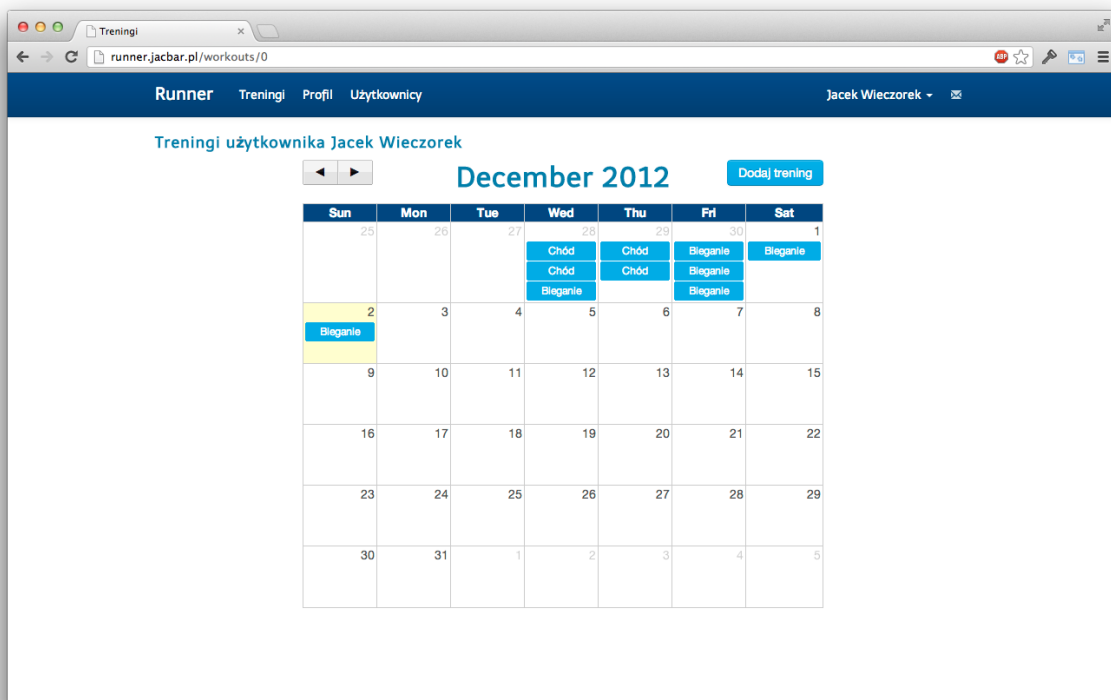 Treningi
runner.jacbar.pl/workouts/0
ABP
Runner Treningi Profil Użytkownicy Jacek Wieczorek
Treningi użytkownika Jacek Wieczorek
December 2012
Dodaj trening
Sun Mon Tue Wed Thu Fri Sat
25 26 27 28 29 30 1
Chód Chód Bieganie Bieganie
Chód Chód Bieganie
Bieganie Bieganie
2 3 4 5 6 7 8
Bieganie
9 10 11 12 13 14 15
16 17 18 19 20 21 22
23 24 25 26 27 28 29
30 31 1 2 3 4 5